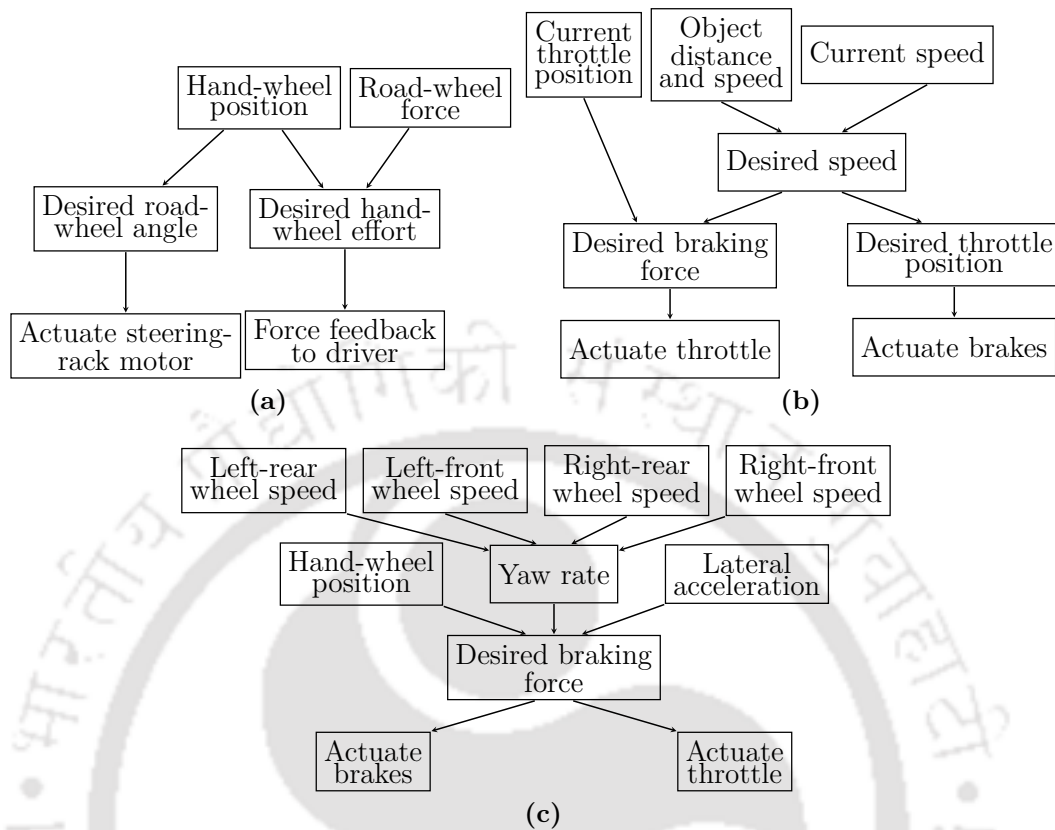 Hand-wheel
position
Road-wheel
force
Desired road-
wheel angle
Desired hand-
wheel effort
Actuate steering-
rack motor
Force feedback
to driver
(a)
Current
throttle
position
Object
distance
and speed
Current speed
Desired speed
Desired braking
force
Desired throttle
position
Actuate throttle
Actuate brakes
(b)
Left-rear
wheel speed
Left-front
wheel speed
Right-rear
wheel speed
Right-front
wheel speed
Hand-wheel
position
Yaw rate
Lateral
acceleration
Desired braking
force
Actuate
brakes
Actuate
throttle
(c)